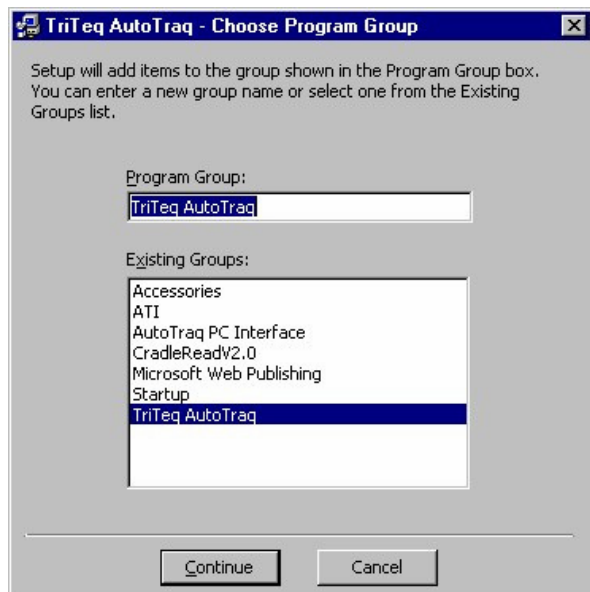 TriTeq AutoTraq - Choose Program Group
Setup will add items to the group shown in the Program Group box.
You can enter a new group name or select one from the Existing
Groups list.
Program Group:
TriTeq AutoTraq
Existing Groups:
Accessories
ATI
AutoTraq PC Interface
CradleReadV2.0
Microsoft Web Publishing
Startup
TriTeq AutoTraq
Continue
Cancel